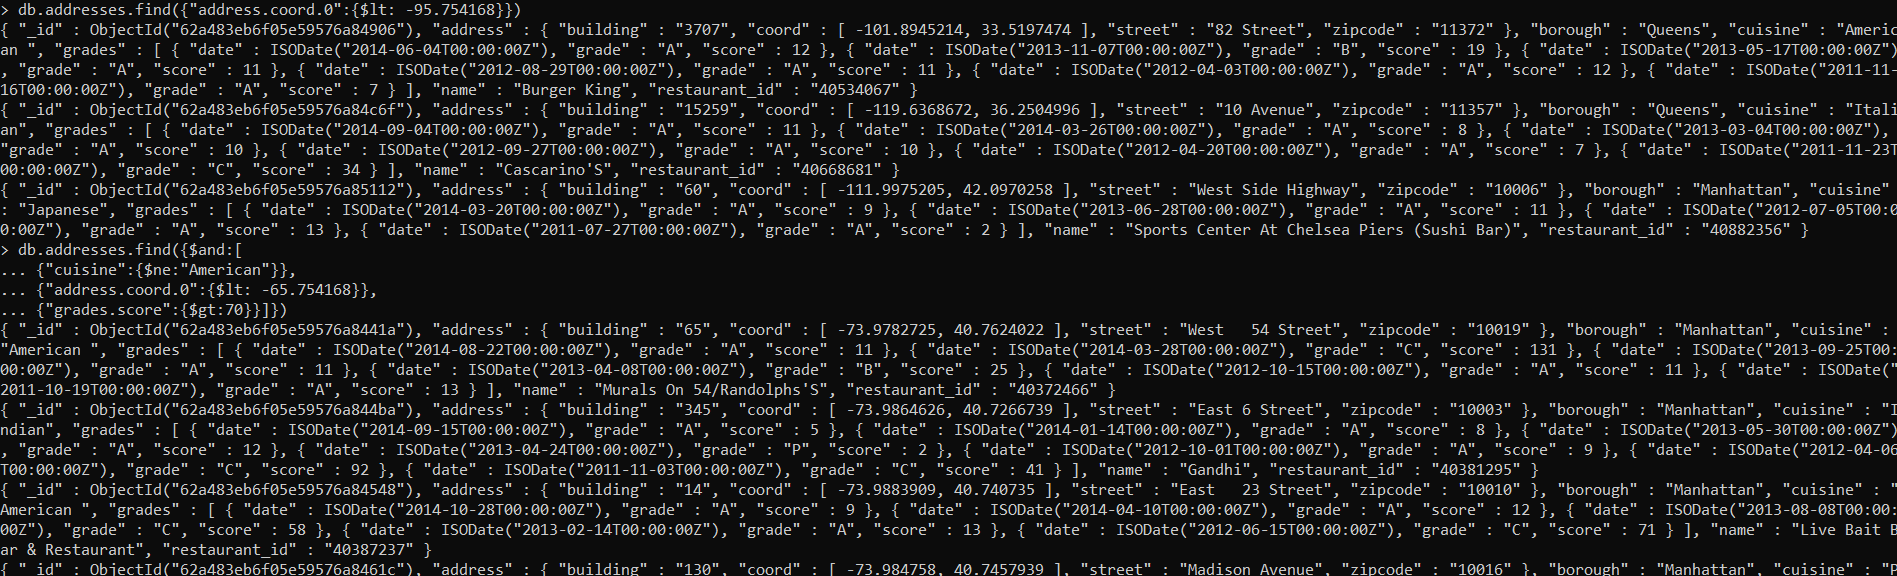 > db.addresses.find({"address.coord.0":{$lt: -95.754168}})
{ "_id" : ObjectId("62a483eb6f05e59576a84906"), "address" : { "building" : "3707", "coord" : [ -101.8945214, 33.5197474 ], "street" : "82 Street", "zipcode" : "11372" }, "borough" : "Queens", "cuisine" : "Americ
an ", "grades" : [ { "date" : ISODate("2014-06-04T00:00:00Z"), "grade" : "A", "score" : 12 }, { "date" : ISODate("2013-11-07T00:00:00Z"), "grade" : "B", "score" : 19 }, { "date" : ISODate("2013-05-17T00:00:00Z")
, "grade" : "A", "score" : 11 }, { "date" : ISODate("2012-08-29T00:00:00Z"), "grade" : "A", "score" : 11 }, { "date" : ISODate("2012-04-03T00:00:00Z"), "grade" : "A", "score" : 12 }, { "date" : ISODate("2011-11-
16T00:00:00Z"), "grade" : "A", "score" : 7 } ], "name" : "Burger King", "restaurant_id" : "40534067" }
{ "_id" : ObjectId("62a483eb6f05e59576a84c6f"), "address" : { "building" : "15259", "coord" : [ -119.6368672, 36.2504996 ], "street" : "10 Avenue", "zipcode" : "11357" }, "borough" : "Queens", "cuisine" : "Itali
an", "grades" : [ { "date" : ISODate("2014-09-04T00:00:00Z"), "grade" : "A", "score" : 11 }, { "date" : ISODate("2014-03-26T00:00:00Z"), "grade" : "A", "score" : 8 }, { "date" : ISODate("2013-03-04T00:00:00Z"),
"grade" : "A", "score" : 10 }, { "date" : ISODate("2012-09-27T00:00:00Z"), "grade" : "A", "score" : 10 }, { "date" : ISODate("2012-04-20T00:00:00Z"), "grade" : "A", "score" : 7 }, { "date" : ISODate("2011-11-23T
00:00:00Z"), "grade" : "C", "score" : 34 } ], "name" : "Cascarino'S", "restaurant_id" : "40668681" }
{ "_id" : ObjectId("62a483eb6f05e59576a85112"), "address" : { "building" : "60", "coord" : [ -111.9975205, 42.0970258 ], "street" : "West Side Highway", "zipcode" : "10006" }, "borough" : "Manhattan", "cuisine"
: "Japanese", "grades" : [ { "date" : ISODate("2014-03-20T00:00:00Z"), "grade" : "A", "score" : 9 }, { "date" : ISODate("2013-06-28T00:00:00Z"), "grade" : "A", "score" : 11 }, { "date" : ISODate("2012-07-05T00:0
0:00Z"), "grade" : "A", "score" : 13 }, { "date" : ISODate("2011-07-27T00:00:00Z"), "grade" : "A", "score" : 2 } ], "name" : "Sports Center At Chelsea Piers (Sushi Bar)", "restaurant_id" : "40882356" }
> db.addresses.find({$and:[
... {"cuisine":{$ne:"American"}},
... {"address.coord.0":{$lt: -65.754168}},
... {"grades.score":{$gt:70}}]})
{ "_id" : ObjectId("62a483eb6f05e59576a8441a"), "address" : { "building" : "65", "coord" : [ -73.9782725, 40.7624022 ], "street" : "West   54 Street", "zipcode" : "10019" }, "borough" : "Manhattan", "cuisine" :
"American ", "grades" : [ { "date" : ISODate("2014-08-22T00:00:00Z"), "grade" : "A", "score" : 11 }, { "date" : ISODate("2014-03-28T00:00:00Z"), "grade" : "C", "score" : 131 }, { "date" : ISODate("2013-09-25T00:
00:00Z"), "grade" : "A", "score" : 11 }, { "date" : ISODate("2013-04-08T00:00:00Z"), "grade" : "B", "score" : 25 }, { "date" : ISODate("2012-10-15T00:00:00Z"), "grade" : "A", "score" : 11 }, { "date" : ISODate("
2011-10-19T00:00:00Z"), "grade" : "A", "score" : 13 } ], "name" : "Murals On 54/Randolphs'S", "restaurant_id" : "40372466" }
{ "_id" : ObjectId("62a483eb6f05e59576a844ba"), "address" : { "building" : "345", "coord" : [ -73.9864626, 40.7266739 ], "street" : "East 6 Street", "zipcode" : "10003" }, "borough" : "Manhattan", "cuisine" : "I
ndian", "grades" : [ { "date" : ISODate("2014-09-15T00:00:00Z"), "grade" : "A", "score" : 5 }, { "date" : ISODate("2014-01-14T00:00:00Z"), "grade" : "A", "score" : 8 }, { "date" : ISODate("2013-05-30T00:00:00Z")
, "grade" : "A", "score" : 12 }, { "date" : ISODate("2013-04-24T00:00:00Z"), "grade" : "P", "score" : 2 }, { "date" : ISODate("2012-10-01T00:00:00Z"), "grade" : "A", "score" : 9 }, { "date" : ISODate("2012-04-06
T00:00:00Z"), "grade" : "C", "score" : 92 }, { "date" : ISODate("2011-11-03T00:00:00Z"), "grade" : "C", "score" : 41 } ], "name" : "Gandhi", "restaurant_id" : "40381295" }
{ "_id" : ObjectId("62a483eb6f05e59576a84548"), "address" : { "building" : "14", "coord" : [ -73.9883909, 40.740735 ], "street" : "East   23 Street", "zipcode" : "10010" }, "borough" : "Manhattan", "cuisine" : "
American ", "grades" : [ { "date" : ISODate("2014-10-28T00:00:00Z"), "grade" : "A", "score" : 9 }, { "date" : ISODate("2014-04-10T00:00:00Z"), "grade" : "A", "score" : 12 }, { "date" : ISODate("2013-08-08T00:00:
00Z"), "grade" : "C", "score" : 58 }, { "date" : ISODate("2013-02-14T00:00:00Z"), "grade" : "A", "score" : 13 }, { "date" : ISODate("2012-06-15T00:00:00Z"), "grade" : "C", "score" : 71 } ], "name" : "Live Bait B
ar & Restaurant", "restaurant_id" : "40387237" }
{ "_id" : ObjectId("62a483eb6f05e59576a8461c"), "address" : { "building" : "130", "coord" : [ -73.984758, 40.7457939 ], "street" : "Madison Avenue", "zipcode" : "10016" }, "borough" : "Manhattan", "cuisine" : "P